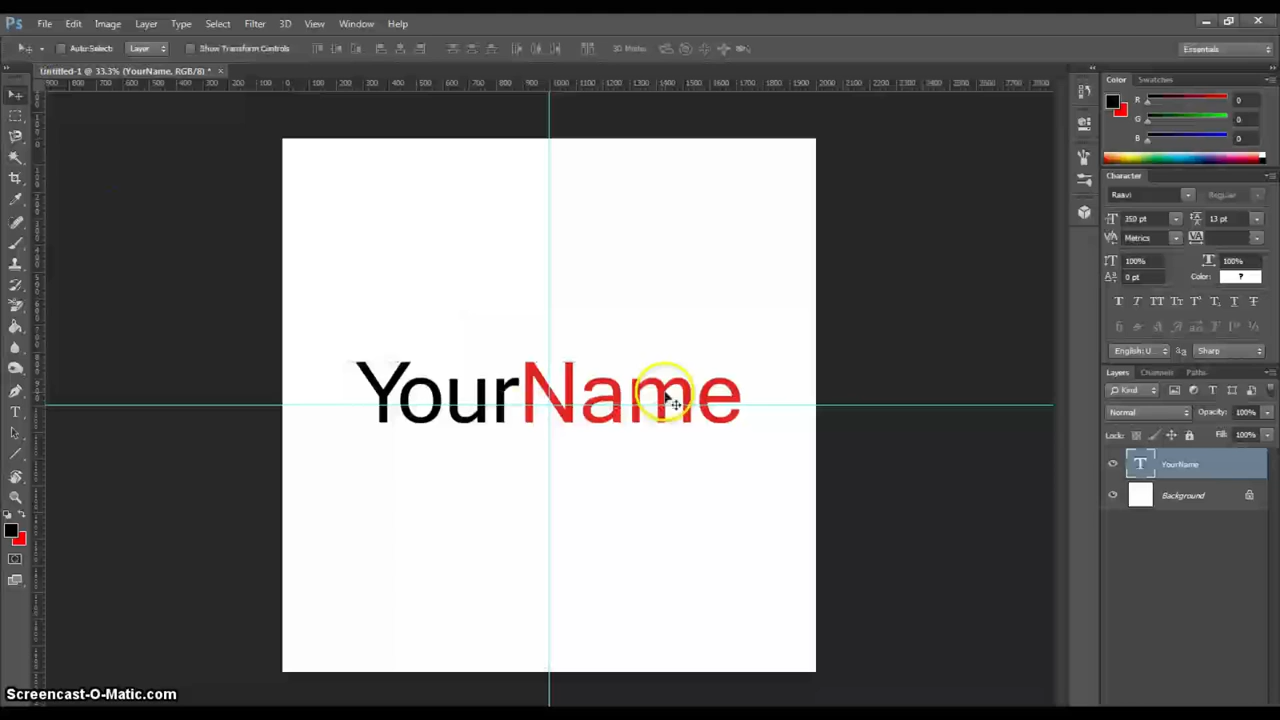 Ps File Edit Image Layer Type Select Filter 3D View Window Help
Auto-Select: Layer Show Transform Controls 3D Mode: Essentials
Untitled-1 @ 33.3% (YourName, RGB/8) *
Color Swatches
R 0
G 0
B 0
Character
Raavi Regular
350 pt 13 pt
Metrics
100% 100%
0 pt Color: ?
English: U... Sharp
Layers Channels Paths
Kind
Normal Opacity: 100%
Lock: Fill: 100%
YourName
Background
YourName
Screencast-O-Matic.com